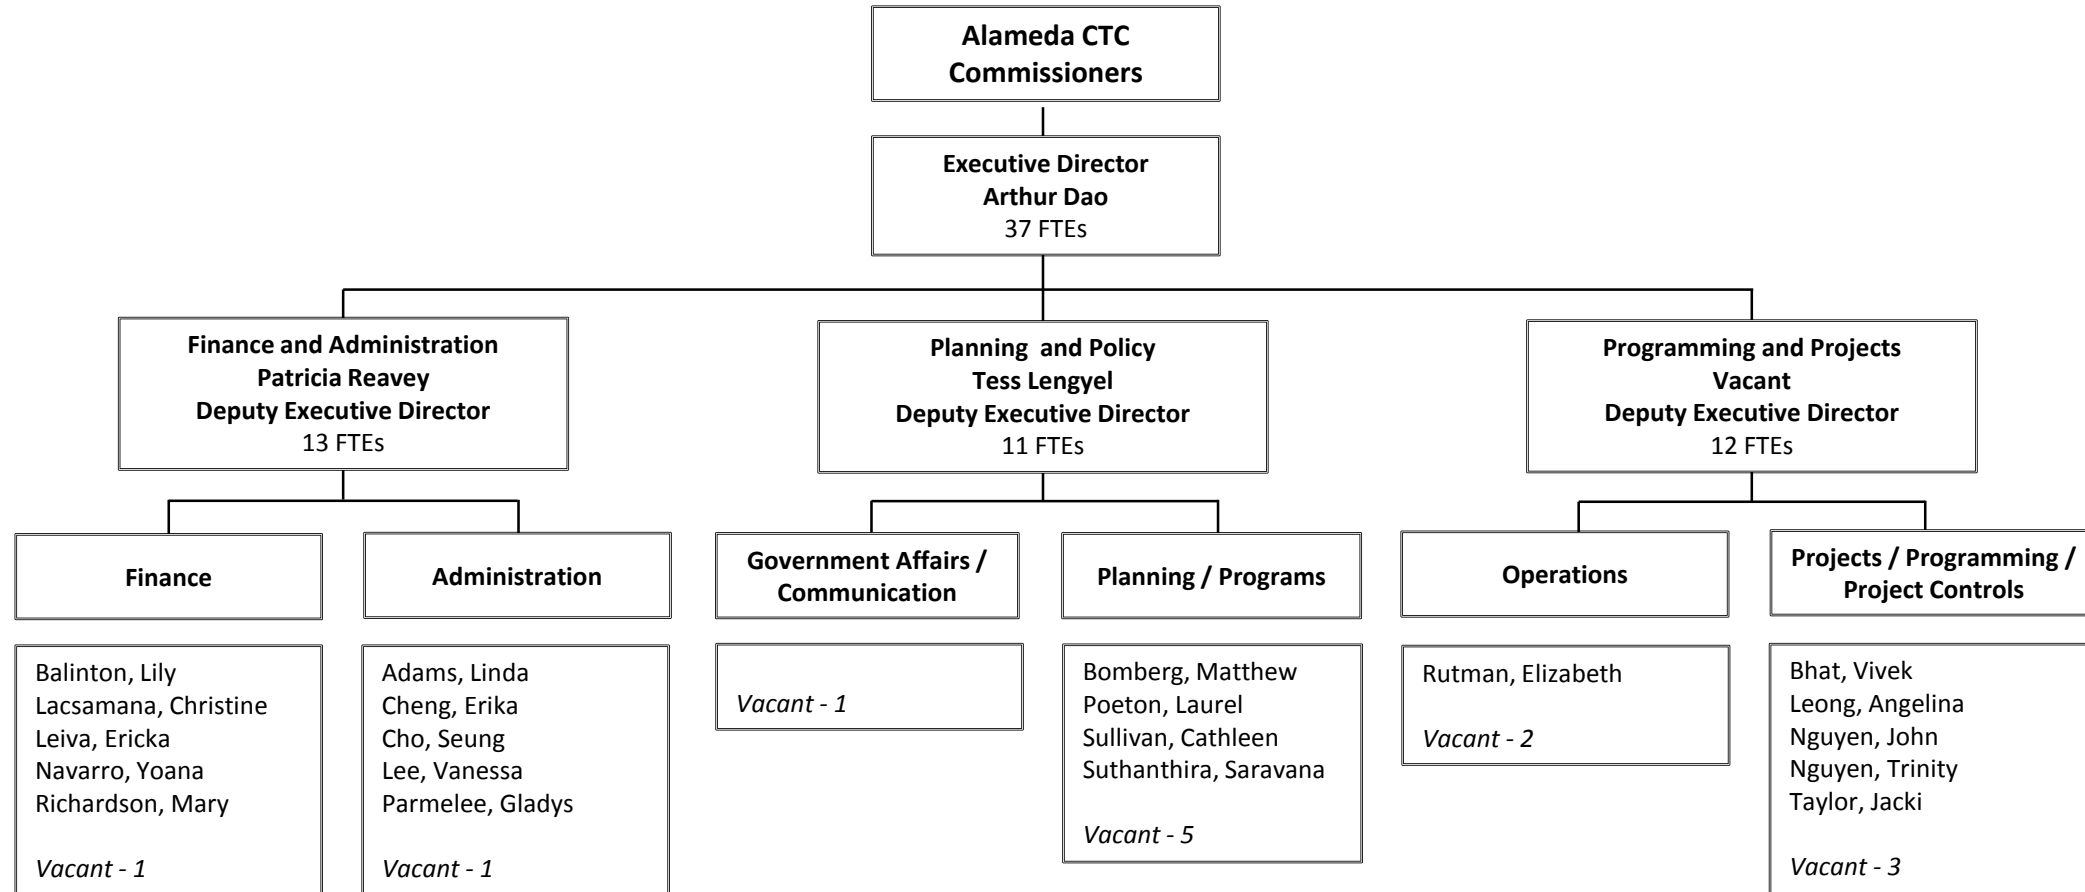 Alameda CTC
Commissioners
Executive Director
Arthur Dao
37 FTEs
Finance and Administration
Patricia Reavey
Deputy Executive Director
13 FTEs
Planning and Policy
Tess Lengyel
Deputy Executive Director
11 FTEs
Programming and Projects
Vacant
Deputy Executive Director
12 FTEs
Finance
Administration
Government Affairs /
Communication
Planning / Programs
Operations
Projects / Programming /
Project Controls
Balinton, Lily
Lacsamana, Christine
Leiva, Ericka
Navarro, Yoana
Richardson, Mary
Vacant - 1
Adams, Linda
Cheng, Erika
Cho, Seung
Lee, Vanessa
Parmelee, Gladys
Vacant - 1
Vacant - 1
Bomberg, Matthew
Poeton, Laurel
Sullivan, Cathleen
Suthanthira, Saravana
Vacant - 5
Rutman, Elizabeth
Vacant - 2
Bhat, Vivek
Leong, Angelina
Nguyen, John
Nguyen, Trinity
Taylor, Jacki
Vacant - 3